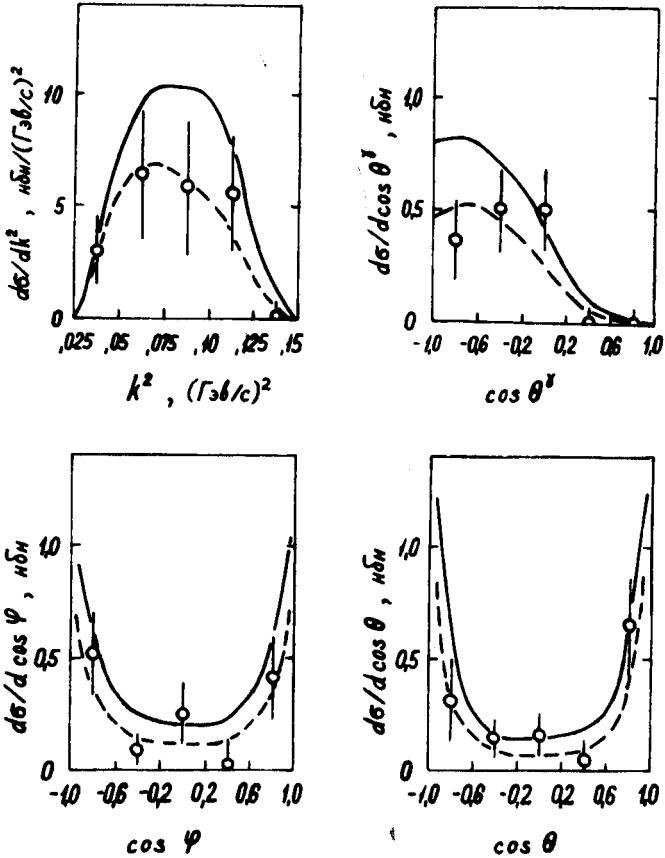 10
5
0
,025 ,05 ,075 ,10 ,125 ,15
dσ/dk², нбн/(Гэв/с)²
k², (Гэв/с)²
1,0
0,5
0
-1,0 -0,6 -0,2 0,2 0,6 1,0
dσ/dcos θ^γ, нбн
cos θ^γ
1,0
0,5
0
-1,0 -0,6 -0,2 0,2 0,6 1,0
dσ/d cos φ, нбн
cos φ
1,0
0,5
0
-1,0 -0,6 -0,2 0,2 0,6 1,0
dσ/d cos θ, нбн
cos θ